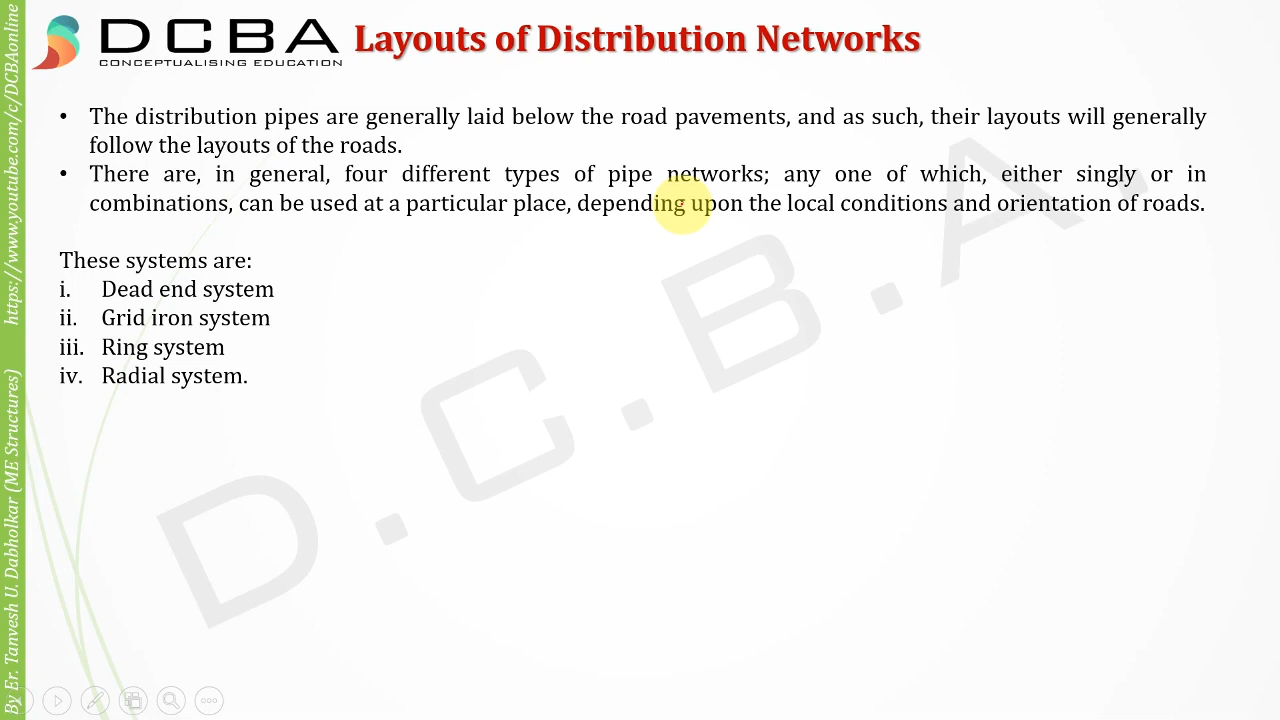 DCBA
CONCEPTUALISING EDUCATION
Layouts of Distribution Networks
• The distribution pipes are generally laid below the road pavements, and as such, their layouts will generally
follow the layouts of the roads.
• There are, in general, four different types of pipe networks; any one of which, either singly or in
combinations, can be used at a particular place, depending upon the local conditions and orientation of roads.
These systems are:
i. Dead end system
ii. Grid iron system
iii. Ring system
iv. Radial system.
D.C.B.A.
By Er. Tanvesh U. Dabholkar (ME Structures) https://www.youtube.com/c/DCBAonline